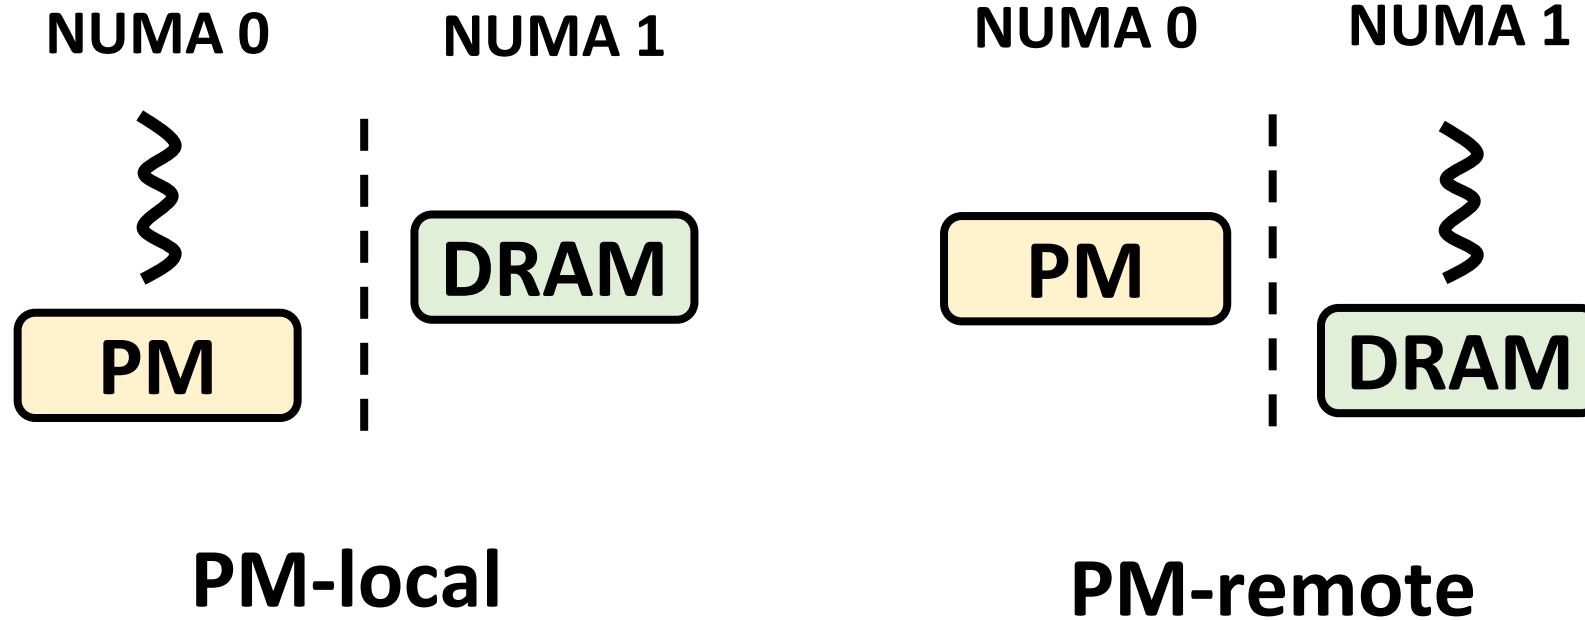 NUMA 0
NUMA 1
PM
DRAM
PM-local
NUMA 0
NUMA 1
PM
DRAM
PM-remote